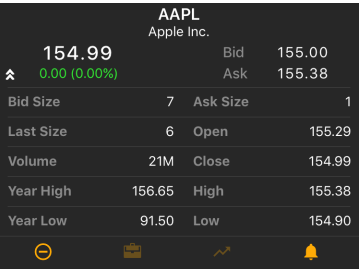 AAPL
Apple Inc.
154.99 Bid 155.00
0.00 (0.00%) Ask 155.38
Bid Size 7 Ask Size 1
Last Size 6 Open 155.29
Volume 21M Close 154.99
Year High 156.65 High 155.38
Year Low 91.50 Low 154.90